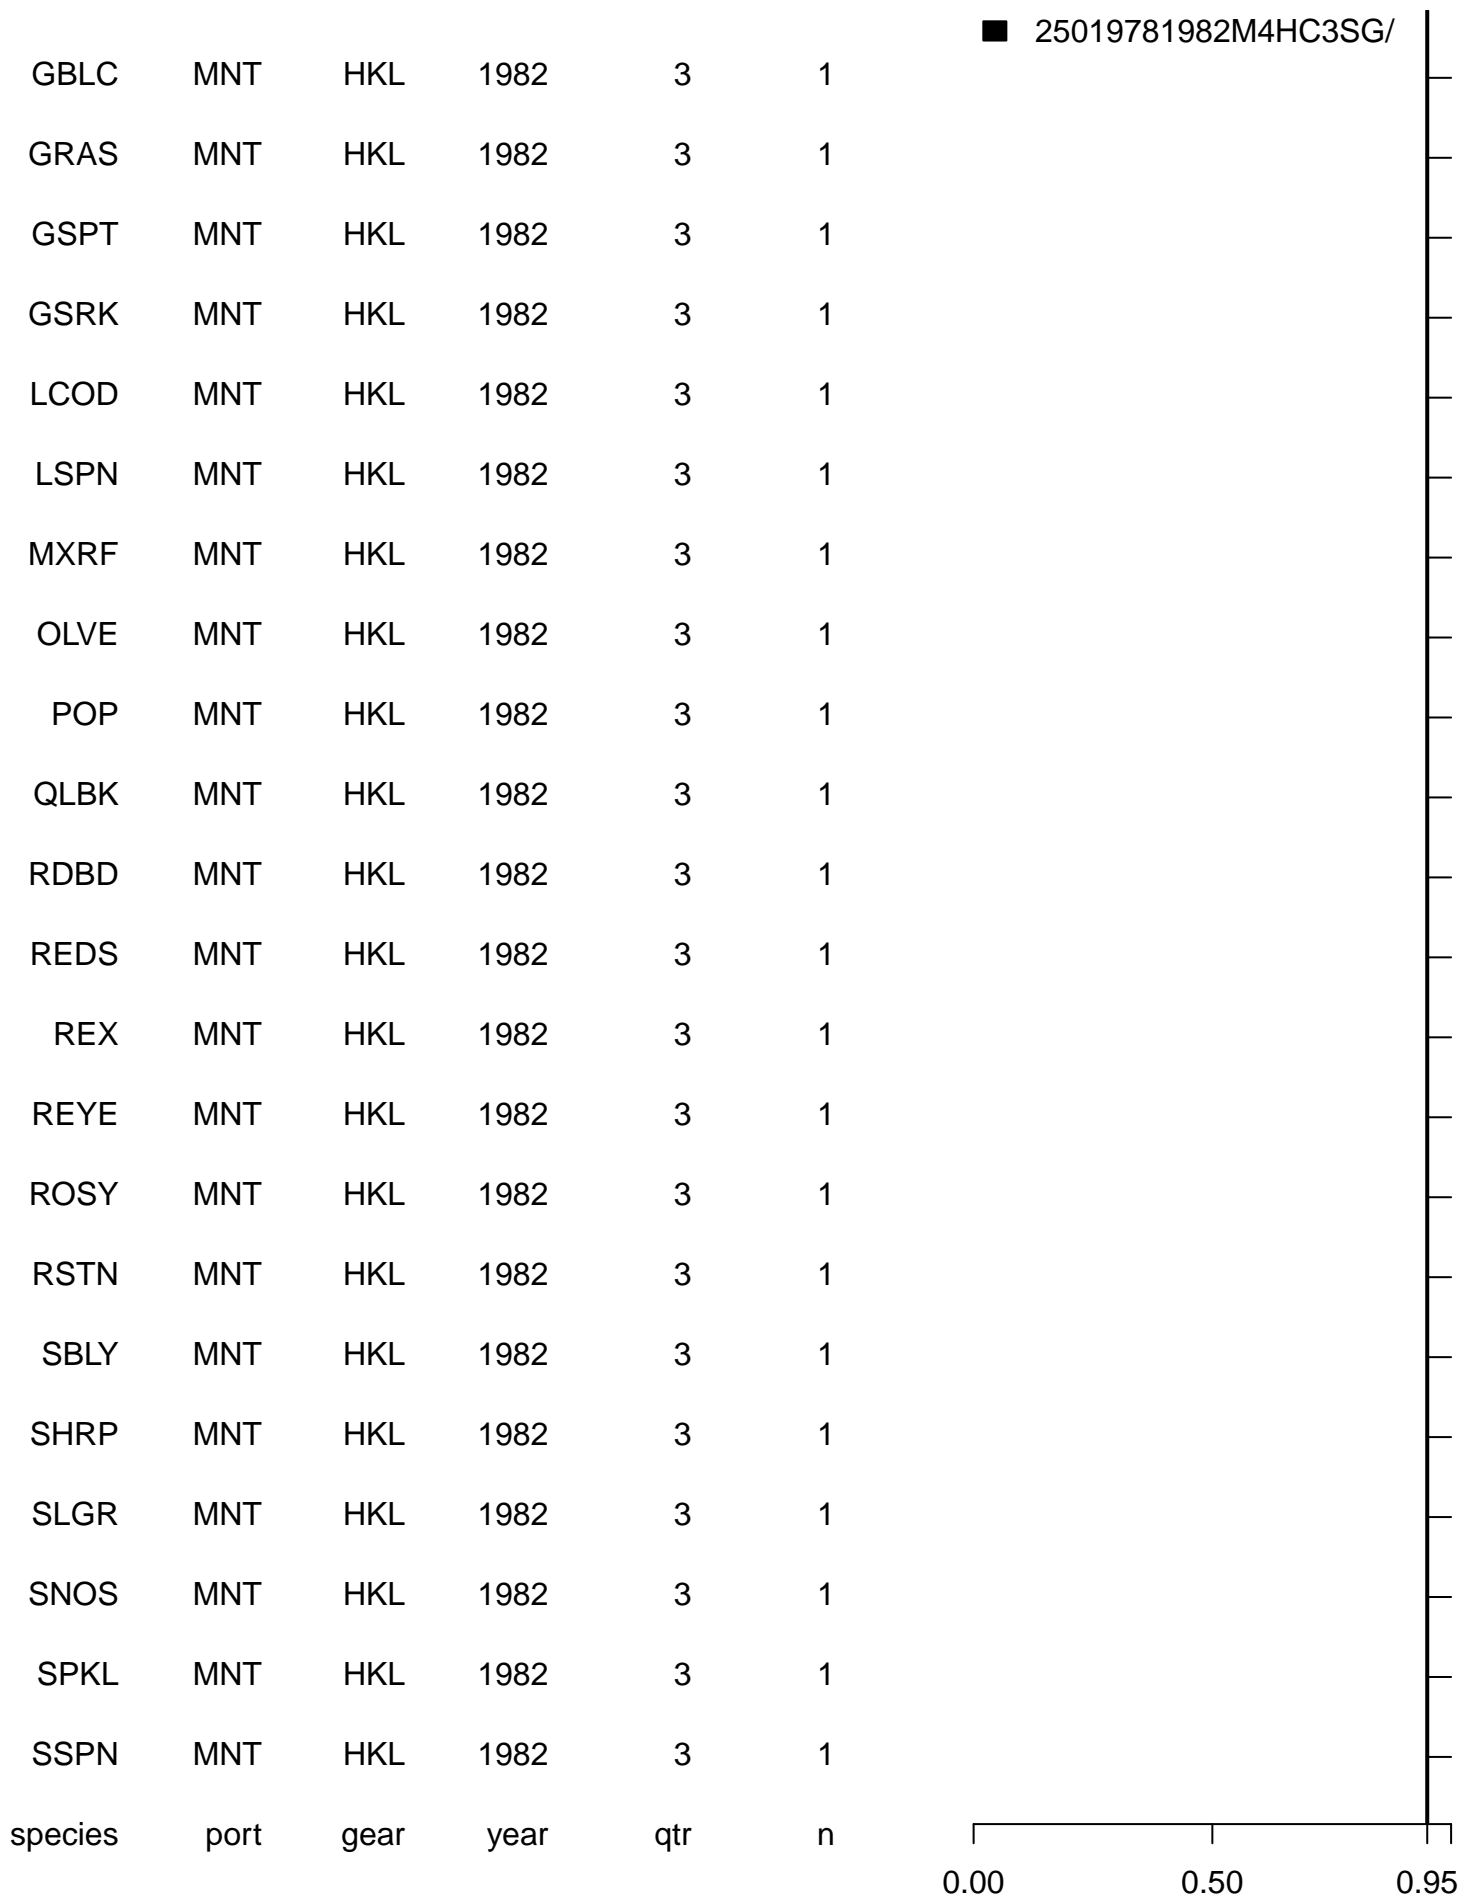 25019781982M4HC3SG/
GBLC MNT HKL 1982 3 1
GRAS MNT HKL 1982 3 1
GSPT MNT HKL 1982 3 1
GSRK MNT HKL 1982 3 1
LCOD MNT HKL 1982 3 1
LSPN MNT HKL 1982 3 1
MXRF MNT HKL 1982 3 1
OLVE MNT HKL 1982 3 1
POP MNT HKL 1982 3 1
QLBK MNT HKL 1982 3 1
RDBD MNT HKL 1982 3 1
REDS MNT HKL 1982 3 1
REX MNT HKL 1982 3 1
REYE MNT HKL 1982 3 1
ROSY MNT HKL 1982 3 1
RSTN MNT HKL 1982 3 1
SBLY MNT HKL 1982 3 1
SHRP MNT HKL 1982 3 1
SLGR MNT HKL 1982 3 1
SNOS MNT HKL 1982 3 1
SPKL MNT HKL 1982 3 1
SSPN MNT HKL 1982 3 1
species port gear year qtr n
0.00 0.50 0.95